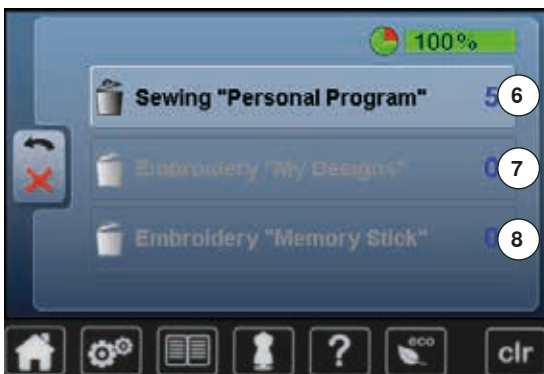 100%
Sewing "Personal Program" 5 6
Embroidery "My Designs" 0 7
Embroidery "Memory Stick" 0 8
? eco clr